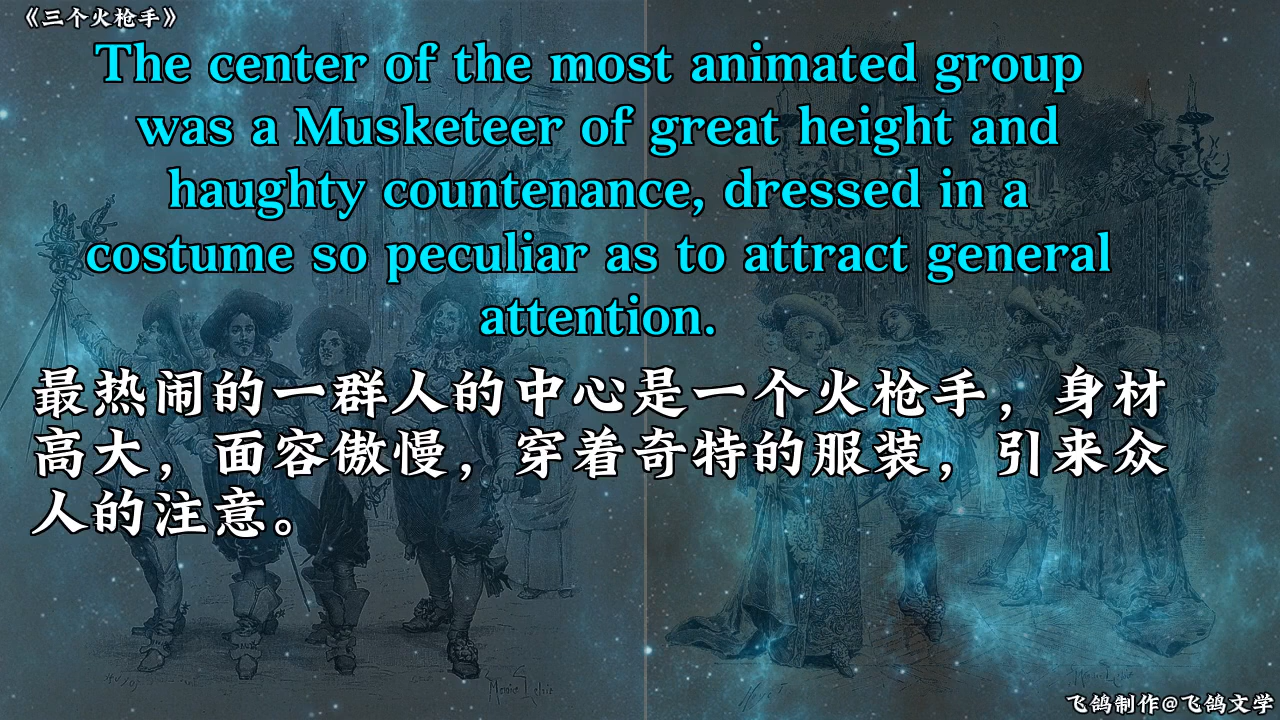 《三个火枪手》
The center of the most animated group
was a Musketeer of great height and
haughty countenance, dressed in a
costume so peculiar as to attract general
attention.
最热闹的一群人的中心是一个火枪手，身材
高大，面容傲慢，穿着奇特的服装，引来众
人的注意。
飞鸽制作@飞鸽文学